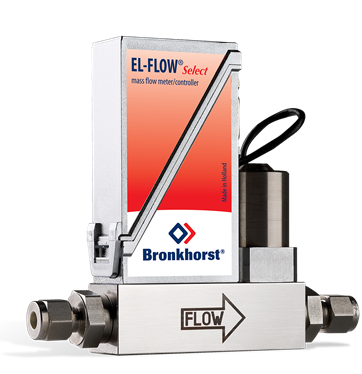 EL-FLOW® Select
mass flow meter/controller
Made in Holland
Bronkhorst®
FLOW